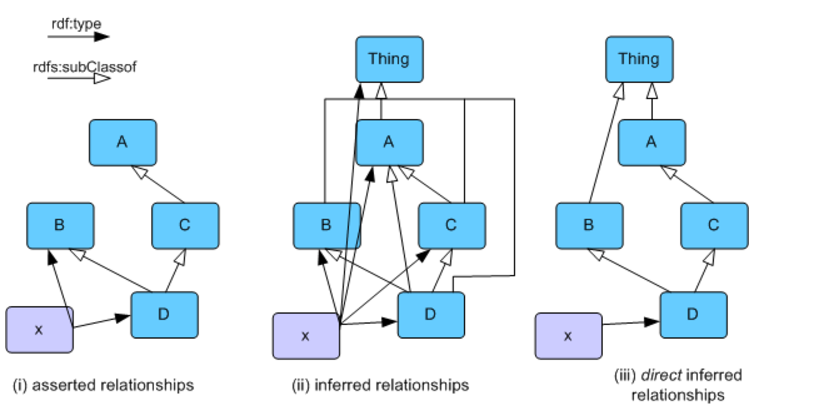 rdf:type
rdfs:subClassof
A
B
C
x
D
(i) asserted relationships
Thing
A
B
C
x
D
(ii) inferred relationships
Thing
A
B
C
x
D
(iii) direct inferred
relationships